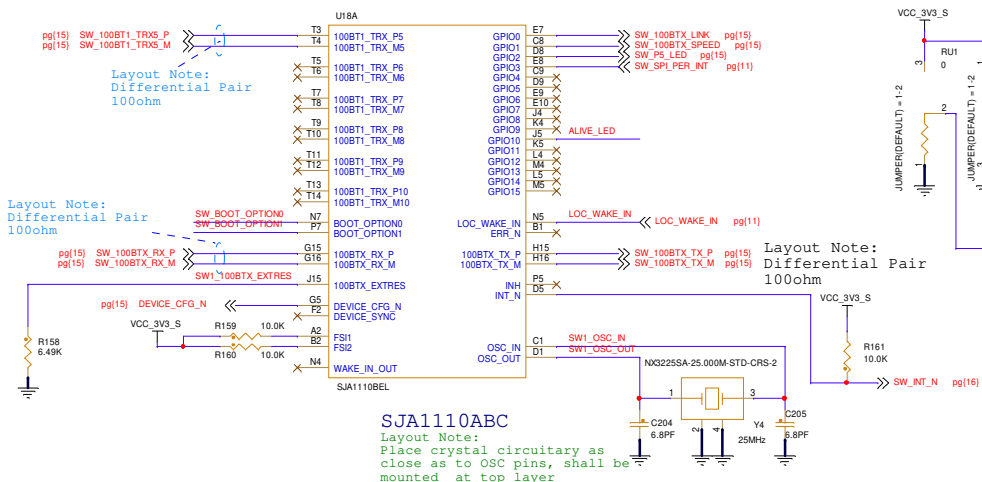 U18A
SW_100BT1_TRX5_P
pg{15}
T3
100BT1_TRX_P5
SW_100BT1_TRX5_M
pg{15}
T4
100BT1_TRX_M5
Layout Note:
Differential Pair
100ohm
T5
100BT1_TRX_P6
T6
100BT1_TRX_M6
T7
100BT1_TRX_P7
T8
100BT1_TRX_M7
T9
100BT1_TRX_P8
T10
100BT1_TRX_M8
T11
100BT1_TRX_P9
T12
100BT1_TRX_M9
T13
100BT1_TRX_P10
T14
100BT1_TRX_M10
Layout Note:
Differential Pair
100ohm
SW_BOOT_OPTION0
N7
BOOT_OPTION0
SW_BOOT_OPTION1
P7
BOOT_OPTION1
pg{15}
SW_100BTX_RX_P
G15
100BTX_RX_P
pg{15}
SW_100BTX_RX_M
G16
100BTX_RX_M
SW1_100BTX_EXTRES
J15
100BTX_EXTRES
pg{15}
DEVICE_CFG_N
G5
DEVICE_CFG_N
F2
DEVICE_SYNC
VCC_3V3_S
R159
10.0K
A2
FSI1
R160
10.0K
B2
FSI2
R158
6.49K
N4
WAKE_IN_OUT
SJA1110BEL
GPIO0
E7
SW_100BTX_LINK
pg{15}
GPIO1
C8
SW_100BTX_SPEED
pg{15}
GPIO2
D8
SW_P5_LED
pg{15}
GPIO3
E8
SW_SPI_PER_INT
pg{11}
GPIO4
C9
GPIO5
D9
GPIO6
E9
GPIO7
E10
GPIO8
J4
GPIO9
K4
GPIO10
J5
ALIVE_LED
GPIO11
K5
GPIO12
L4
GPIO13
M4
GPIO14
L5
GPIO15
M5
LOC_WAKE_IN
N5
LOC_WAKE_IN
LOC_WAKE_IN
pg{11}
ERR_N
B1
100BTX_TX_P
H15
SW_100BTX_TX_P
pg{15}
100BTX_TX_M
H16
SW_100BTX_TX_M
pg{15}
Layout Note:
Differential Pair
100ohm
INH
P5
INT_N
D5
OSC_IN
C1
SW1_OSC_IN
OSC_OUT
D1
SW1_OSC_OUT
VCC_3V3_S
R161
10.0K
SW_INT_N
pg{16}
NX3225SA-25.000M-STD-CRS-2
1
3
2
4
Y4
25MHz
C204
6.8PF
C205
6.8PF
VCC_3V3_S
RU1
0
3
2
1
JUMPER(DEFAULT) = 1-2
JUMPER(DEFAULT) = 1-2
SJA1110ABC
Layout Note:
Place crystal circuitary as
close as to OSC pins, shall be
mounted at top layer